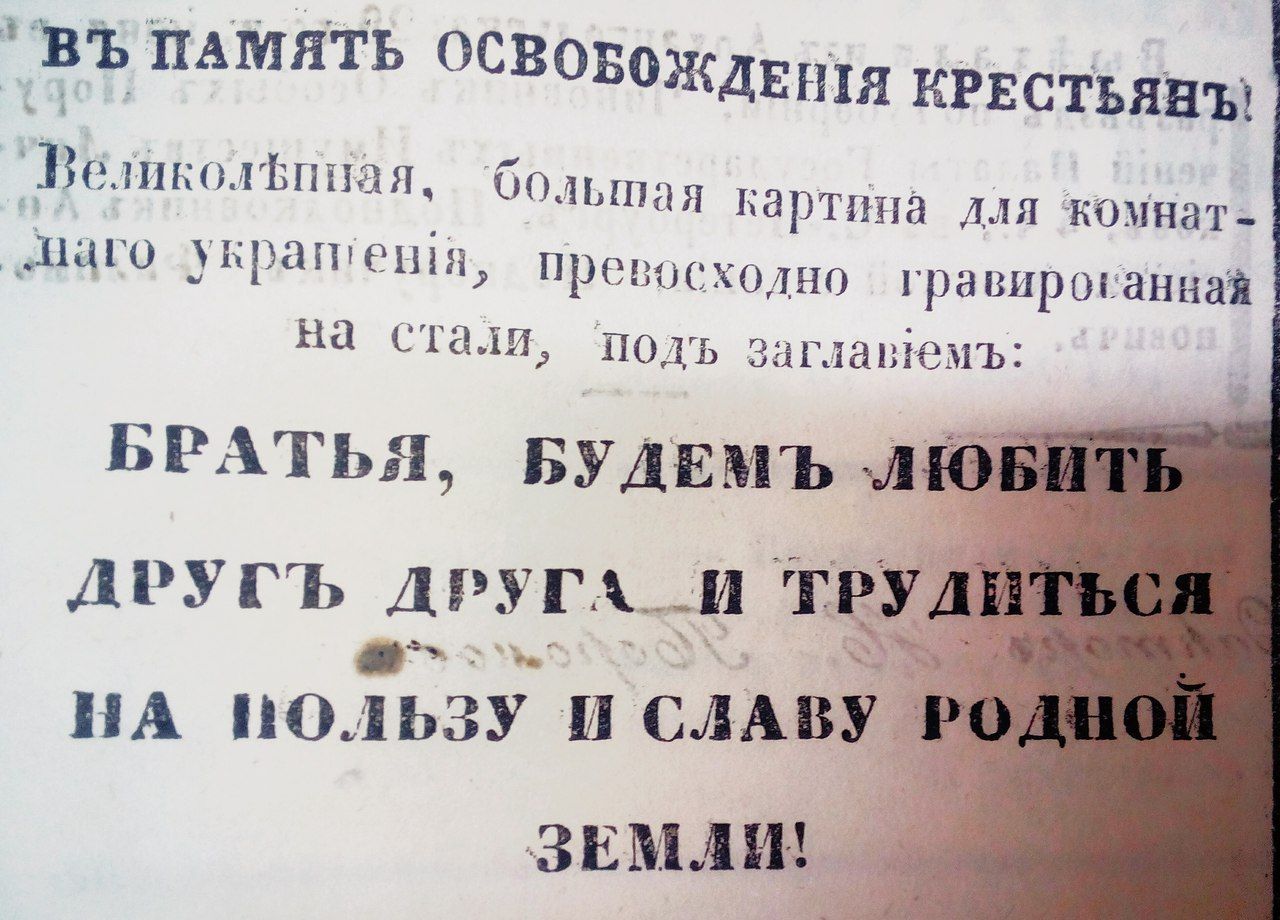 ВЪ ПАМЯТЬ ОСВОБОЖДЕНІЯ КРЕСТЬЯНЪ!
Великолѣпная, большая картина для комнат-
наго украшенія, превосходно гравированная
на стали, подъ заглавіемъ:
БРАТЬЯ, БУДЕМЪ ЛЮБИТЬ
ДРУГЪ ДРУГА И ТРУДИТЬСЯ
НА ПОЛЬЗУ И СЛАВУ РОДНОЙ
ЗЕМЛИ!